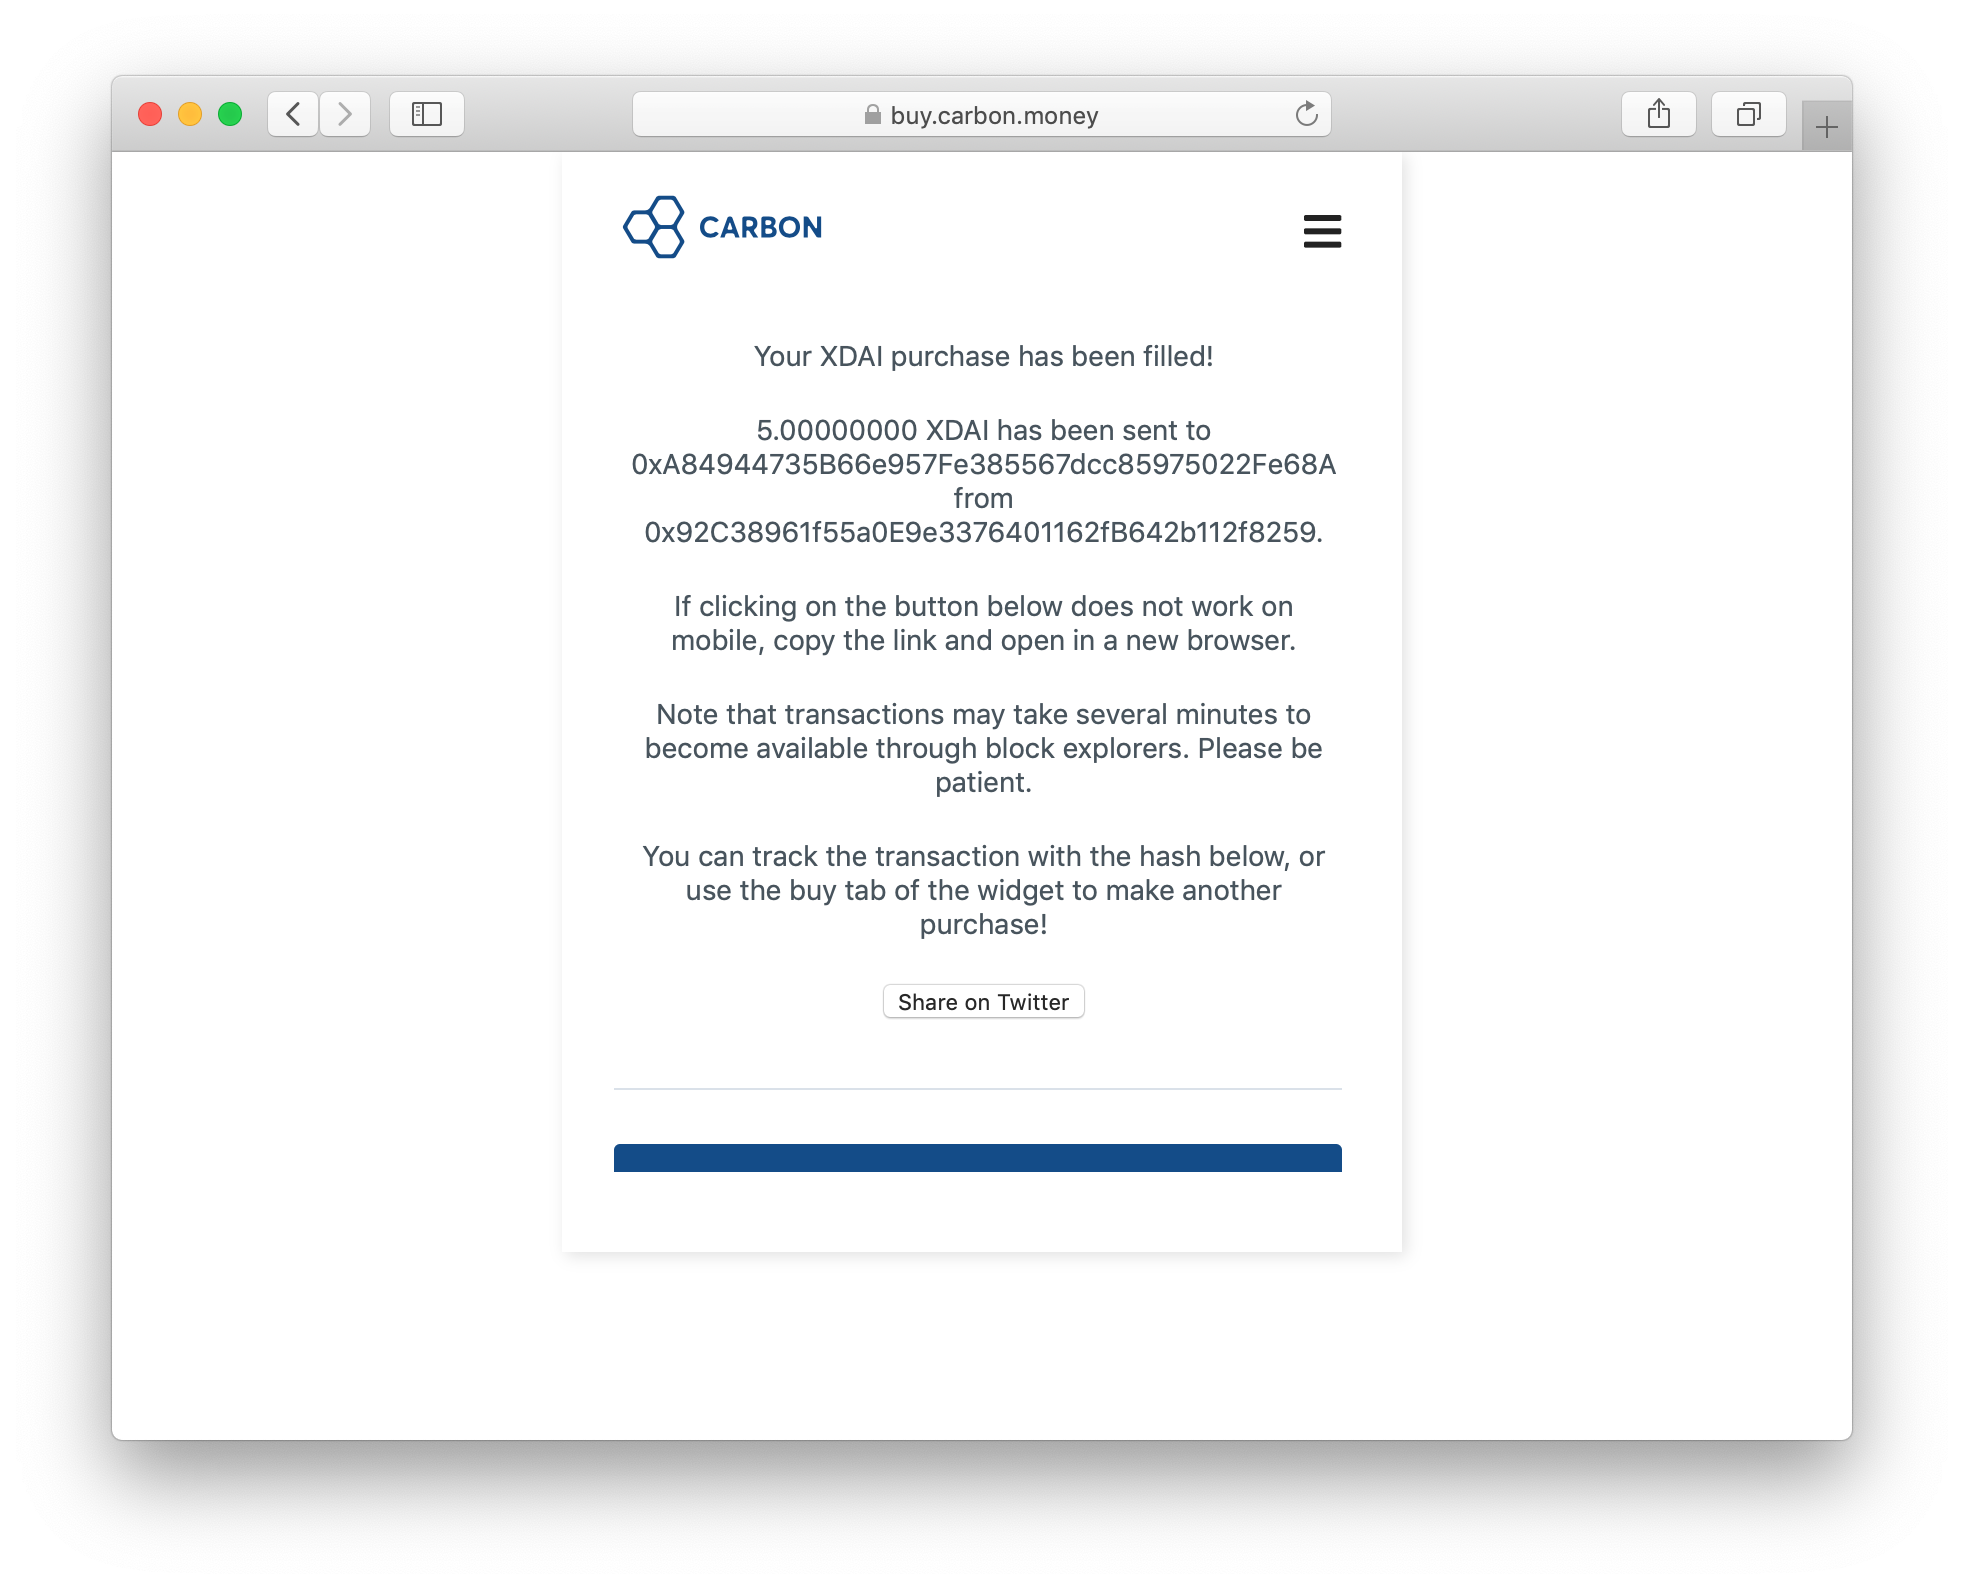 buy.carbon.money
CARBON
Your XDAI purchase has been filled!
5.00000000 XDAI has been sent to
0xA84944735B66e957Fe385567dcc85975022Fe68A
from
0x92C38961f55a0E9e3376401162fB642b112f8259.
If clicking on the button below does not work on
mobile, copy the link and open in a new browser.
Note that transactions may take several minutes to
become available through block explorers. Please be
patient.
You can track the transaction with the hash below, or
use the buy tab of the widget to make another
purchase!
Share on Twitter